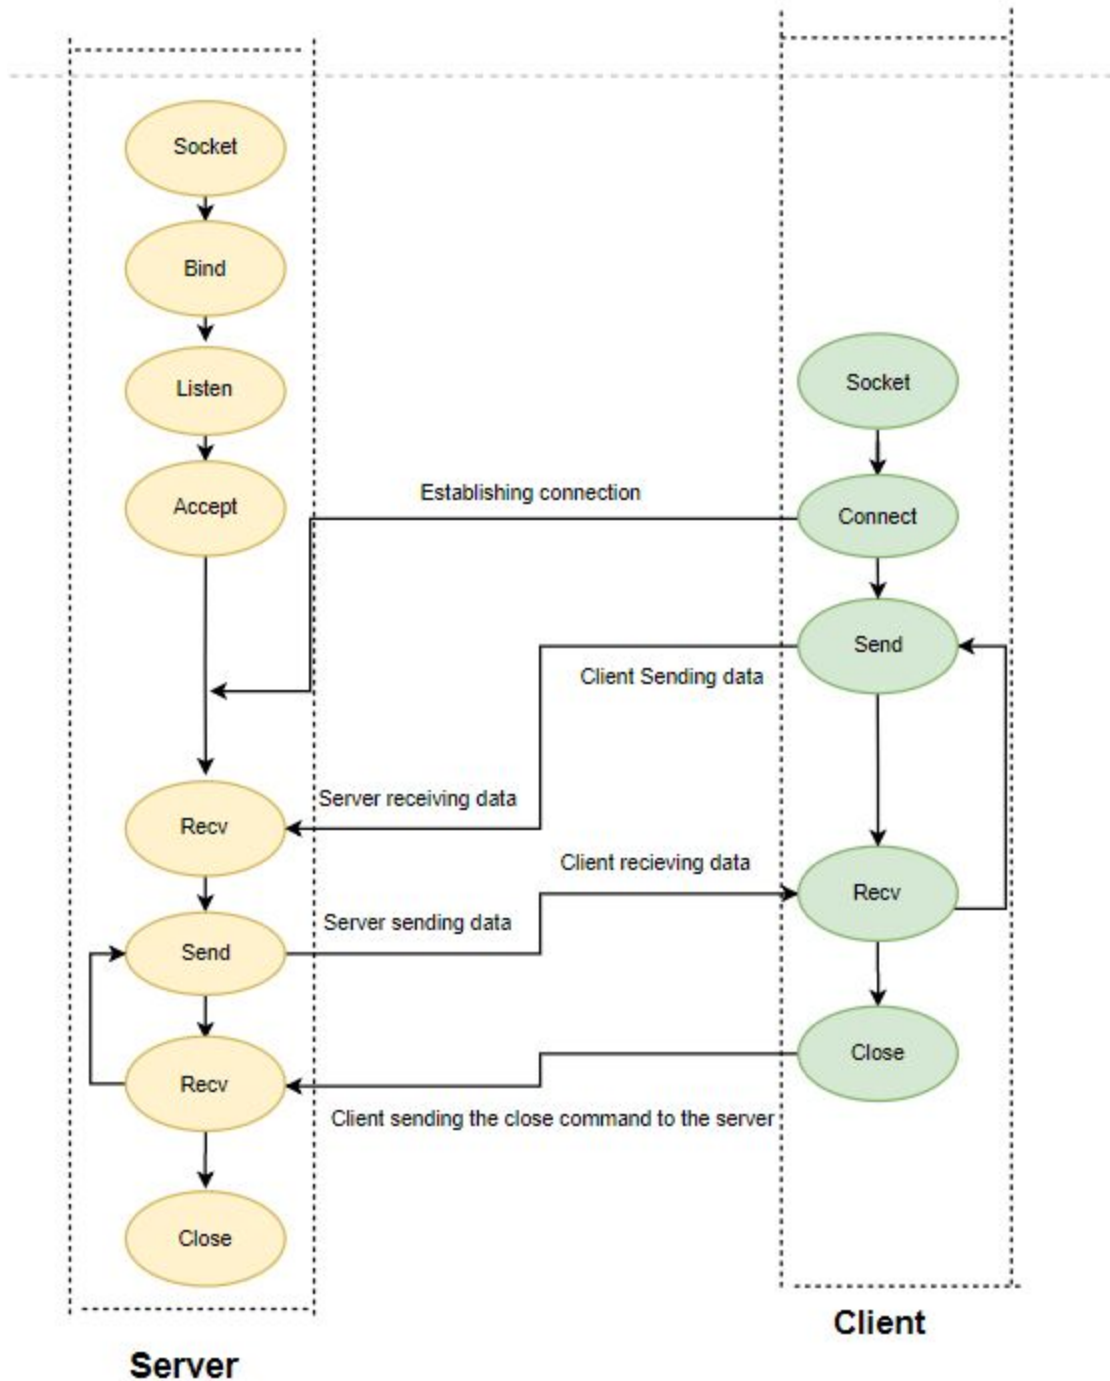 Socket
Bind
Listen
Socket
Accept
Establishing connection
Connect
Send
Client Sending data
Server receiving data
Recv
Client recieving data
Recv
Server sending data
Send
Close
Recv
Client sending the close command to the server
Close
Client
Server